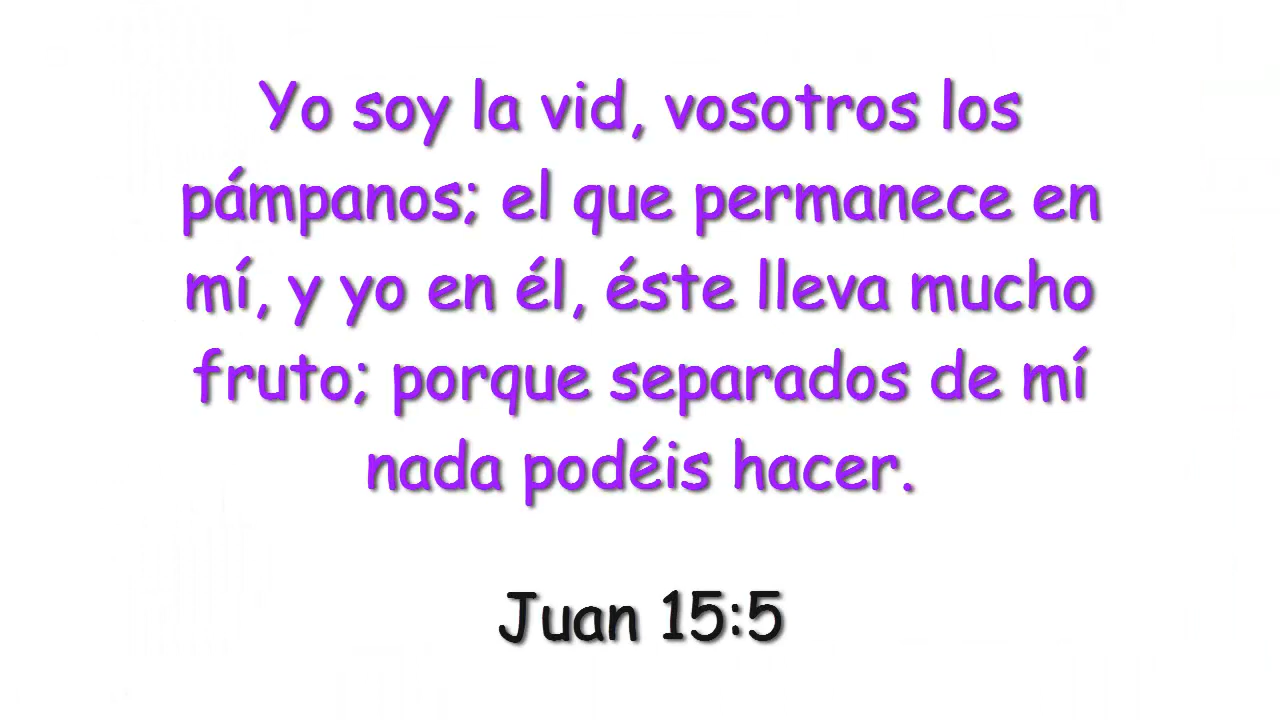 Yo soy la vid, vosotros los
pámpanos; el que permanece en
mí, y yo en él, éste lleva mucho
fruto; porque separados de mí
nada podéis hacer.
Juan 15:5